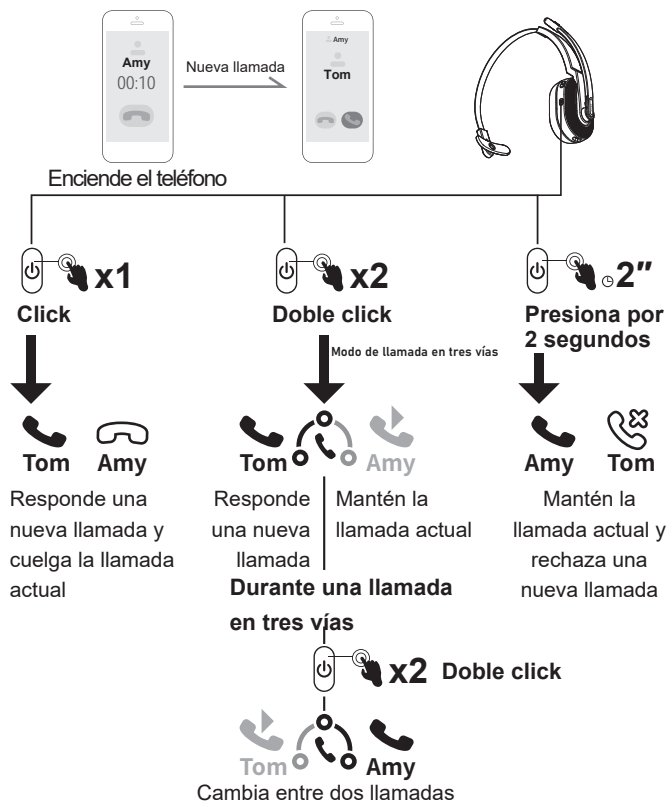 Amy
00:10
Nueva llamada
Amy
Tom
Enciende el teléfono
x1
Click
x2
Doble click
2″
Presiona por
2 segundos
Modo de llamada en tres vías
Tom Amy
Responde una
nueva llamada y
cuelga la llamada
actual
Tom Amy
Responde
una nueva
llamada
Mantén la
llamada actual
Amy Tom
Mantén la
llamada actual y
rechaza una
nueva llamada
Durante una llamada
en tres vías
x2 Doble click
Tom Amy
Cambia entre dos llamadas